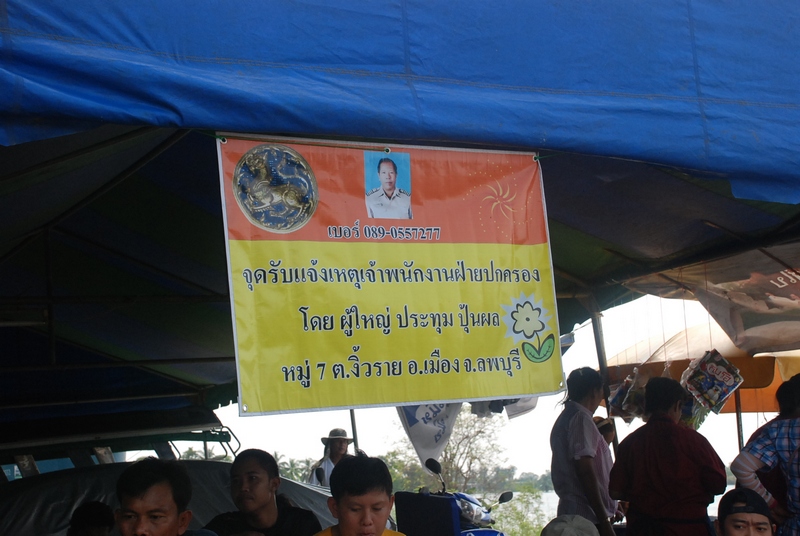 เบอร์ 089-0557277
จุดรับแจ้งเหตุเจ้าพนักงานฝ่ายปกครอง
โดย ผู้ใหญ่ ประทุม ปุ้นผล
หมู่ 7 ต.งิ้วราย อ.เมือง จ.ลพบุรี